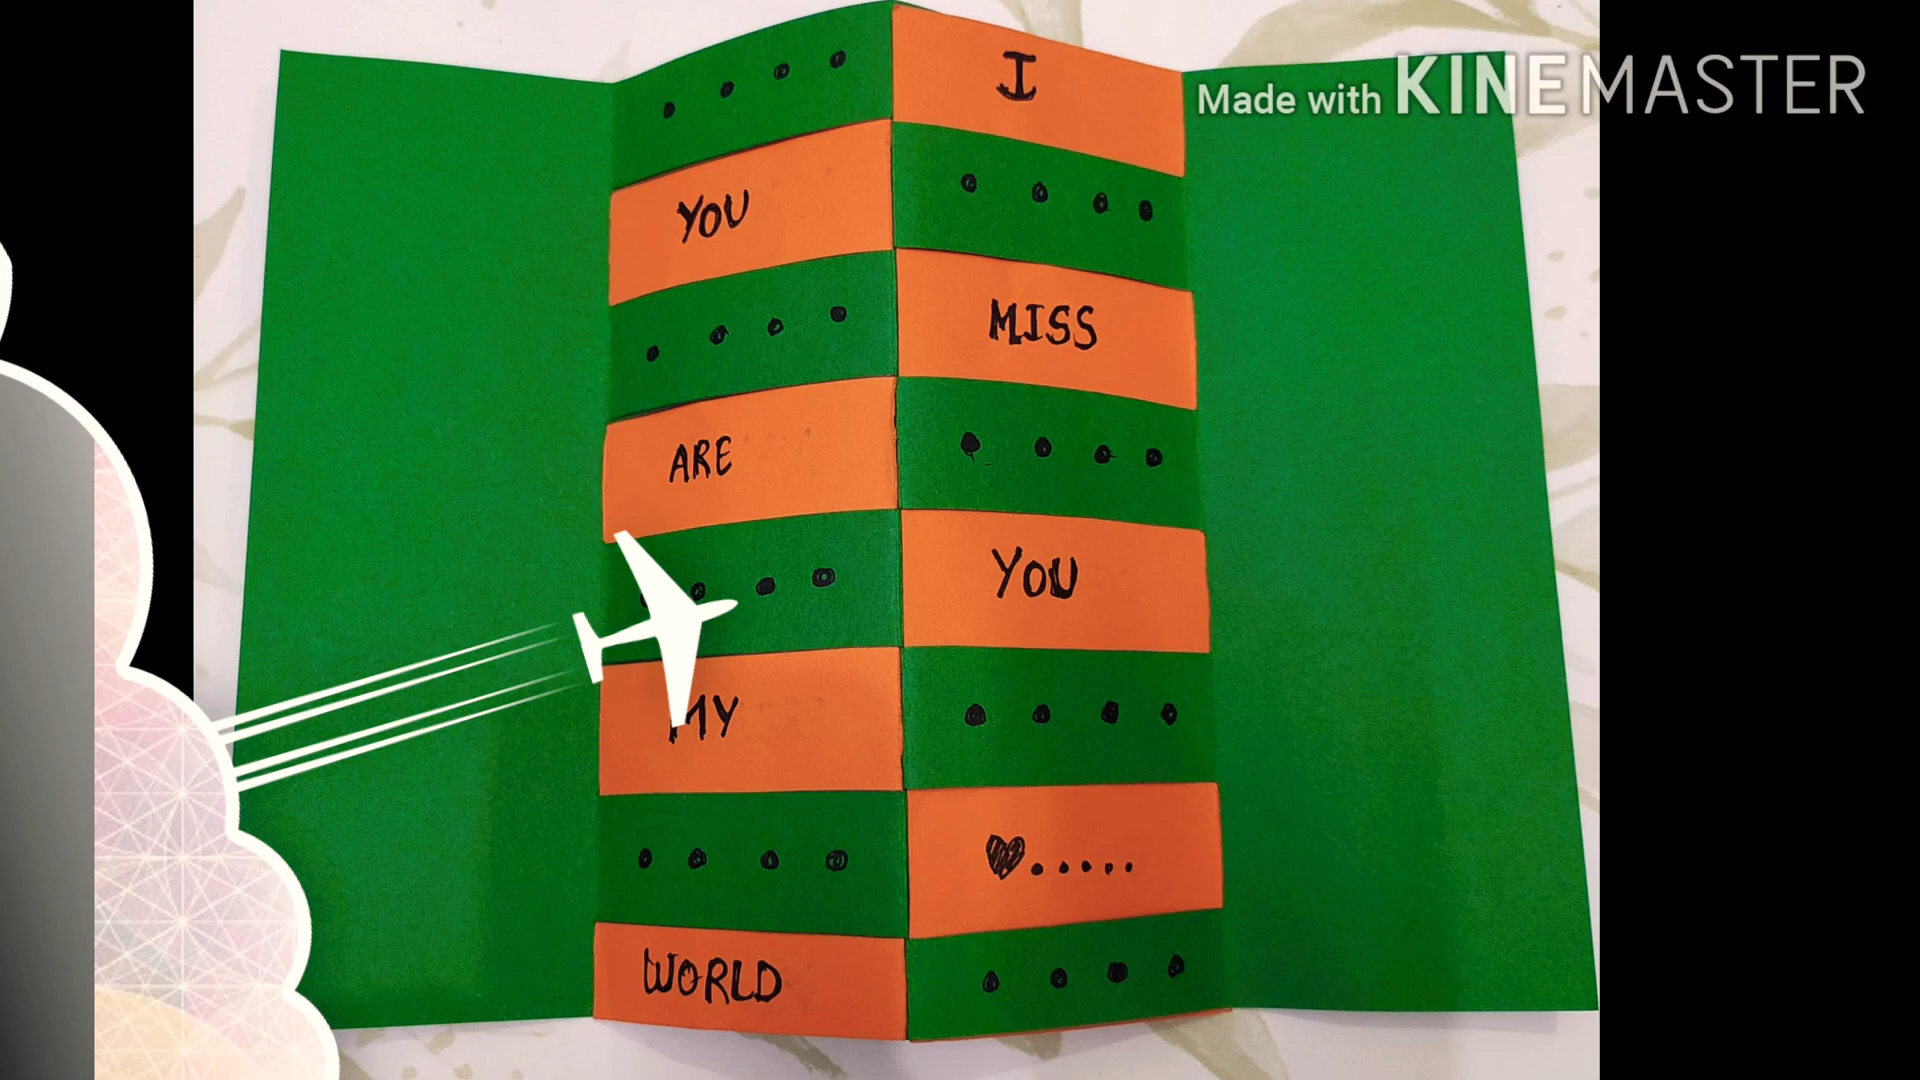 Made with KINEMASTER
I
YOU
MISS
ARE
YOU
MY
♥.....
WORLD